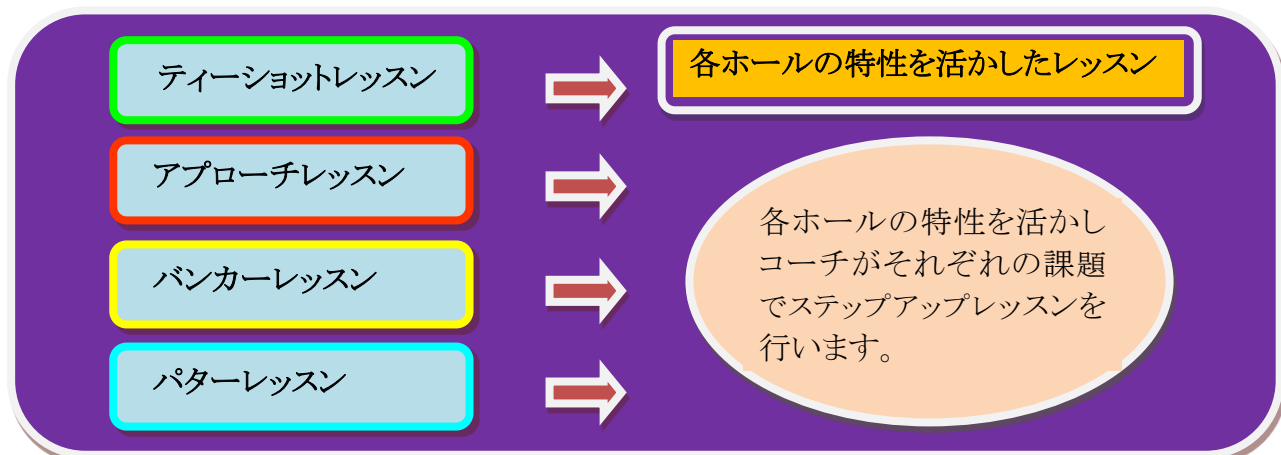 ティーショットレッスン
各ホールの特性を活かしたレッスン
アプローチレッスン
バンカーレッスン
パターレッスン
各ホールの特性を活かし
コーチがそれぞれの課題
でステップアップレッスンを
行います。